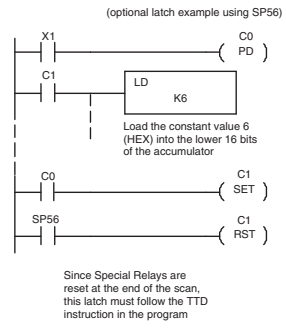 (optional latch example using SP56)
X1
C0
PD
C1
LD
K6
Load the constant value 6
(HEX) into the lower 16 bits
of the accumulator
C0
C1
SET
SP56
C1
RST
Since Special Relays are
reset at the end of the scan,
this latch must follow the TTD
instruction in the program